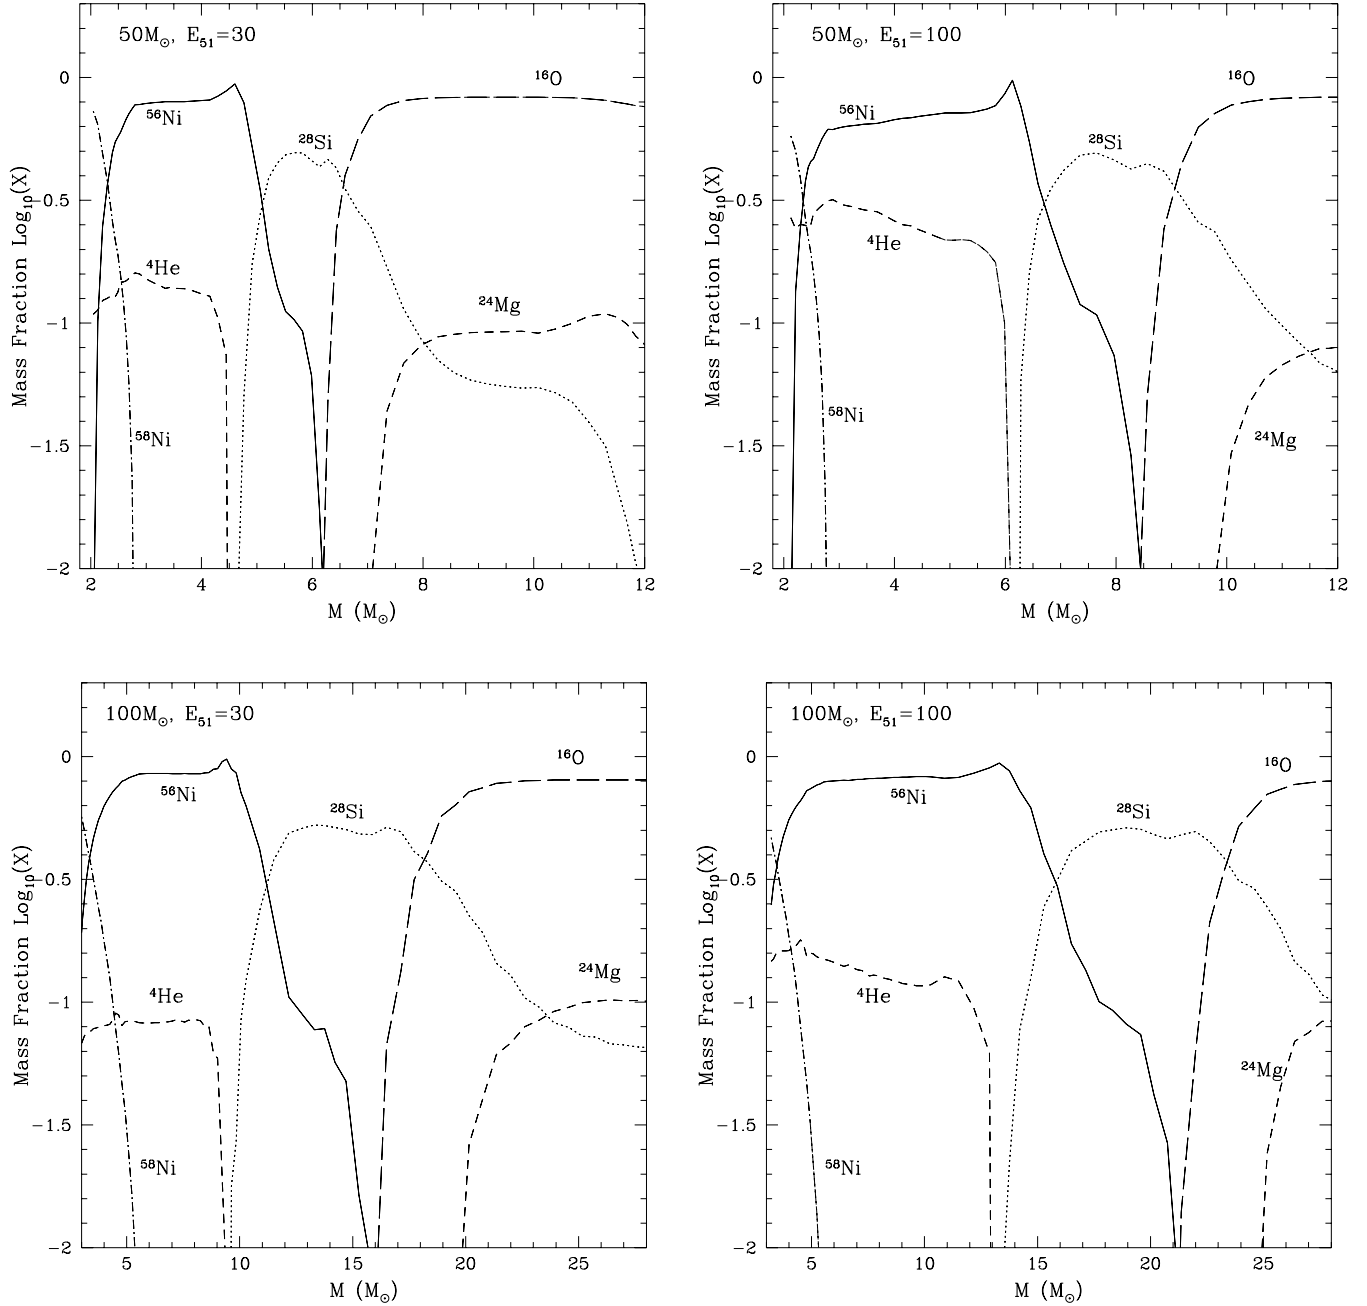 50M☉, E₅₁=30
0
−0.5
−1
−1.5
−2
Mass Fraction Log₁₀(X)
⁵⁶Ni
²⁸Si
¹⁶O
⁴He
²⁴Mg
⁵⁸Ni
2 4 6 8 10 12
M (M☉)
50M☉, E₅₁=100
0
−0.5
−1
−1.5
−2
Mass Fraction Log₁₀(X)
¹⁶O
⁵⁶Ni
²⁸Si
⁴He
⁵⁸Ni
²⁴Mg
2 4 6 8 10 12
M (M☉)
100M☉, E₅₁=30
0
−0.5
−1
−1.5
−2
Mass Fraction Log₁₀(X)
¹⁶O
⁵⁶Ni
²⁸Si
²⁴Mg
⁴He
⁵⁸Ni
5 10 15 20 25
M (M☉)
100M☉, E₅₁=100
0
−0.5
−1
−1.5
−2
Mass Fraction Log₁₀(X)
¹⁶O
⁵⁶Ni
²⁸Si
⁴He
²⁴Mg
⁵⁸Ni
5 10 15 20 25
M (M☉)